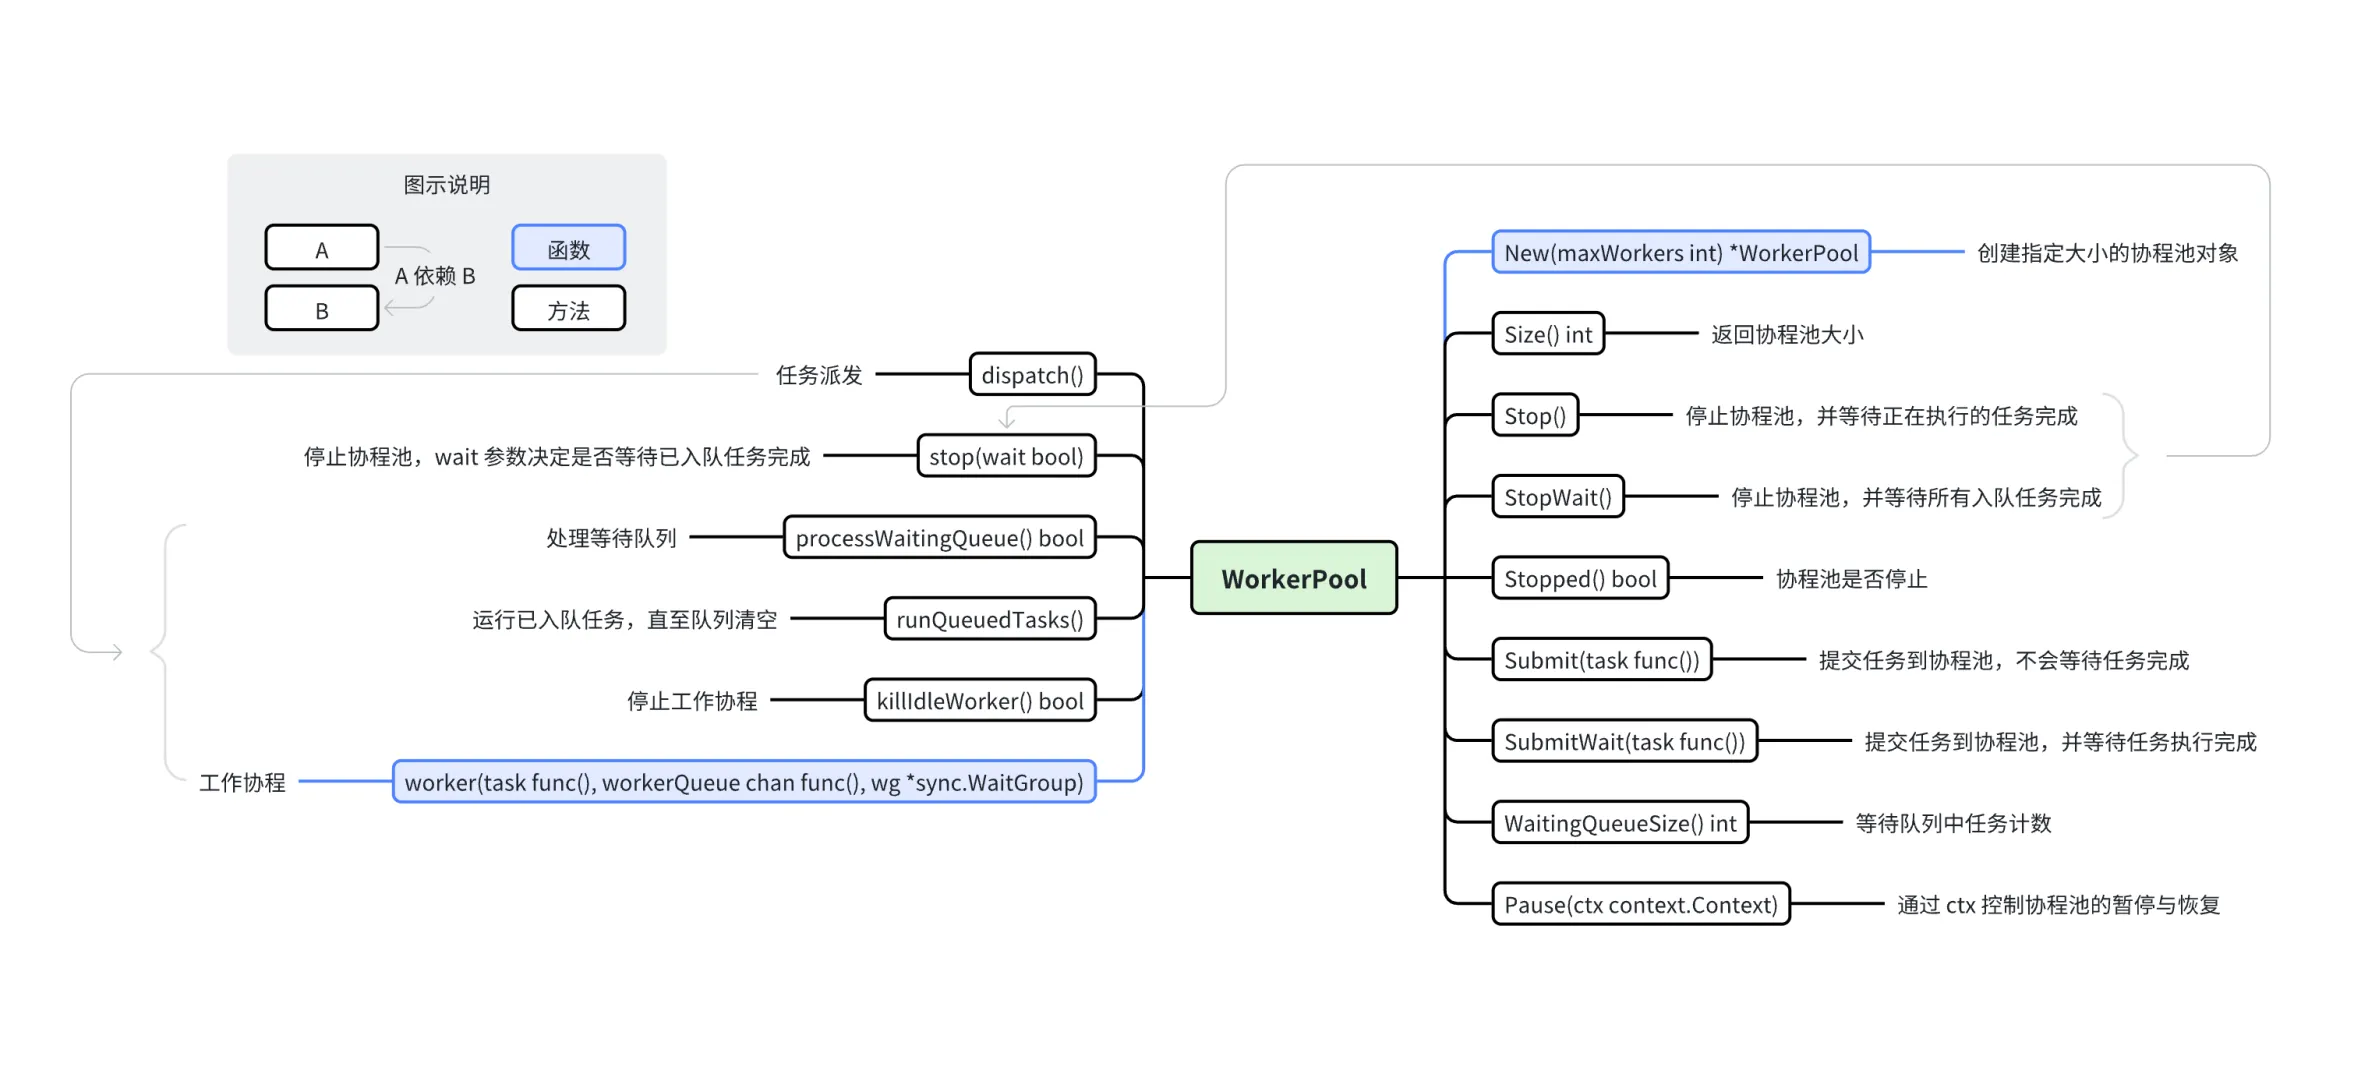 图示说明
A
A 依赖 B
B
函数
方法
任务派发
dispatch()
停止协程池，wait 参数决定是否等待已入队任务完成
stop(wait bool)
处理等待队列
processWaitingQueue() bool
运行已入队任务，直至队列清空
runQueuedTasks()
停止工作协程
killIdleWorker() bool
工作协程
worker(task func(), workerQueue chan func(), wg *sync.WaitGroup)
WorkerPool
New(maxWorkers int) *WorkerPool
创建指定大小的协程池对象
Size() int
返回协程池大小
Stop()
停止协程池，并等待正在执行的任务完成
StopWait()
停止协程池，并等待所有入队任务完成
Stopped() bool
协程池是否停止
Submit(task func())
提交任务到协程池，不会等待任务完成
SubmitWait(task func())
提交任务到协程池，并等待任务执行完成
WaitingQueueSize() int
等待队列中任务计数
Pause(ctx context.Context)
通过 ctx 控制协程池的暂停与恢复